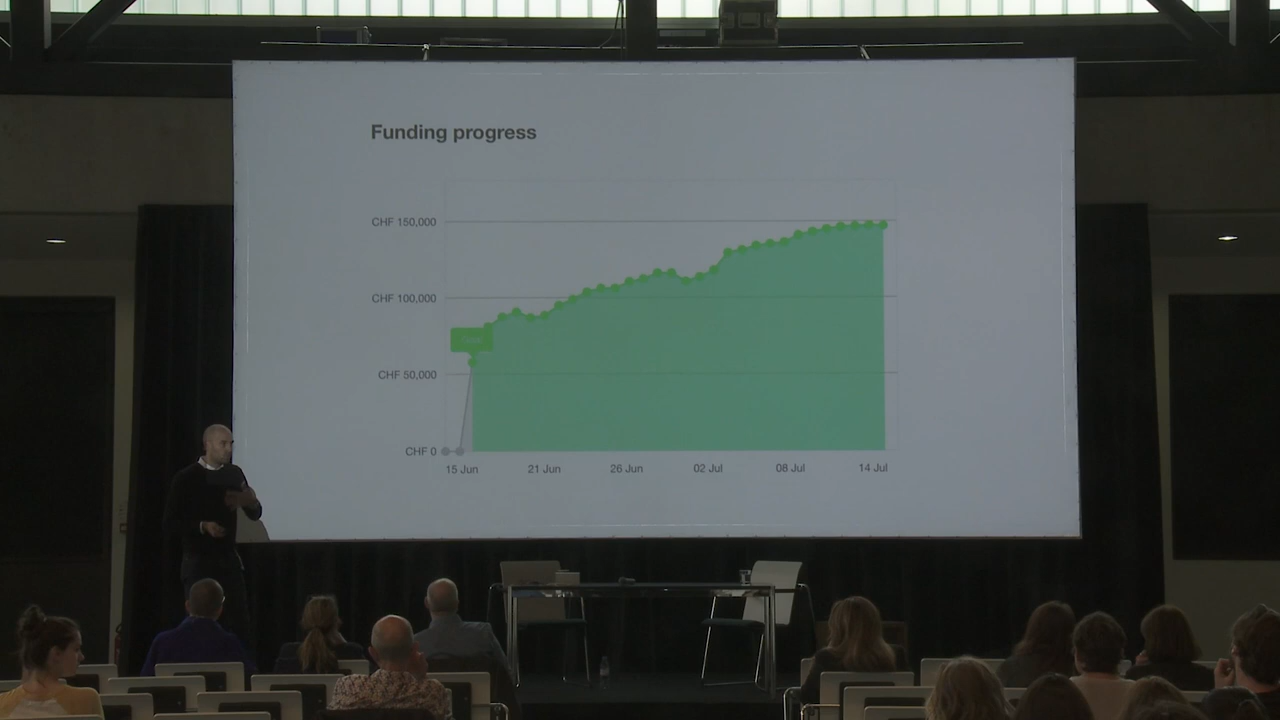 Funding progress
CHF 150,000
CHF 100,000
CHF 50,000
CHF 0
15 Jun 21 Jun 26 Jun 02 Jul 08 Jul 14 Jul